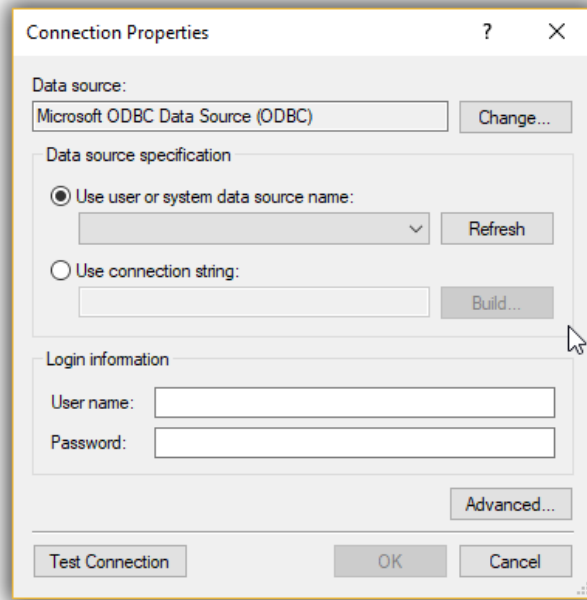 Connection Properties
?
Data source:
Microsoft ODBC Data Source (ODBC)
Change...
Data source specification
Use user or system data source name:
Refresh
Use connection string:
Build...
Login information
User name:
Password:
Advanced...
Test Connection
OK
Cancel